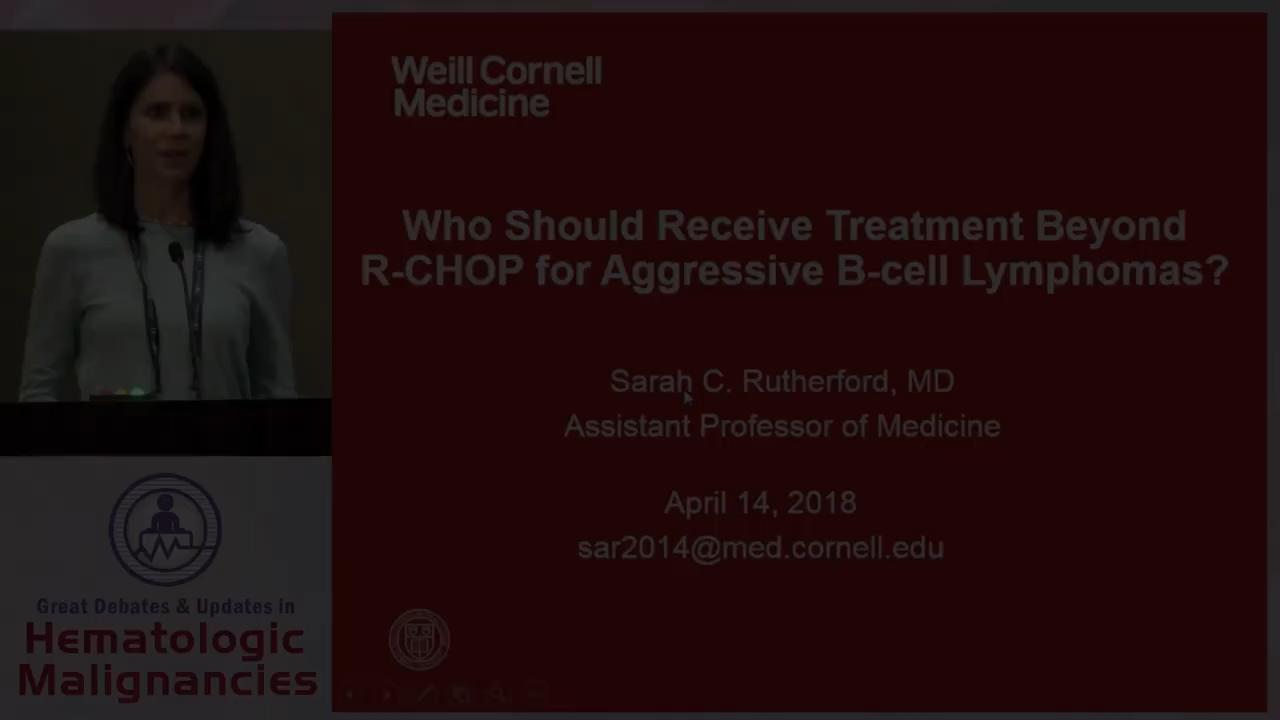 Weill Cornell
Medicine
Who Should Receive Treatment Beyond
R-CHOP for Aggressive B-cell Lymphomas?
Sarah C. Rutherford, MD
Assistant Professor of Medicine
April 14, 2018
sar2014@med.cornell.edu
Great Debates & Updates in
Hematologic
Malignancies